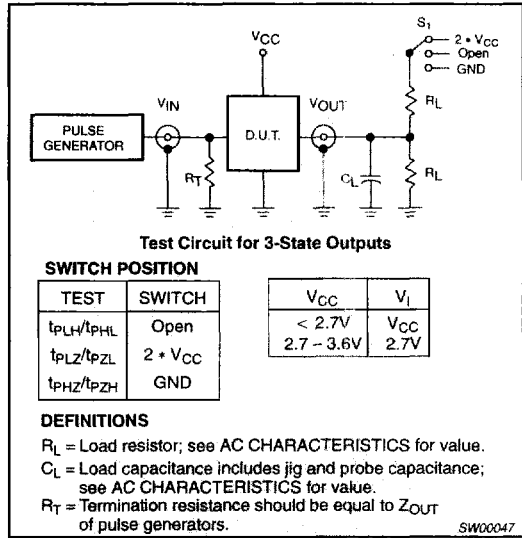 S1
2 * VCC
Open
GND
VCC
VIN
VOUT
RL
PULSE
GENERATOR
D.U.T.
RT
CL
RL
Test Circuit for 3-State Outputs
SWITCH POSITION
TEST SWITCH
tPLH/tPHL Open
tPLZ/tPZL 2 * VCC
tPHZ/tPZH GND
VCC VI
< 2.7V VCC
2.7 – 3.6V 2.7V
DEFINITIONS
RL = Load resistor; see AC CHARACTERISTICS for value.
CL = Load capacitance includes jig and probe capacitance;
see AC CHARACTERISTICS for value.
RT = Termination resistance should be equal to ZOUT
of pulse generators.
SW00047